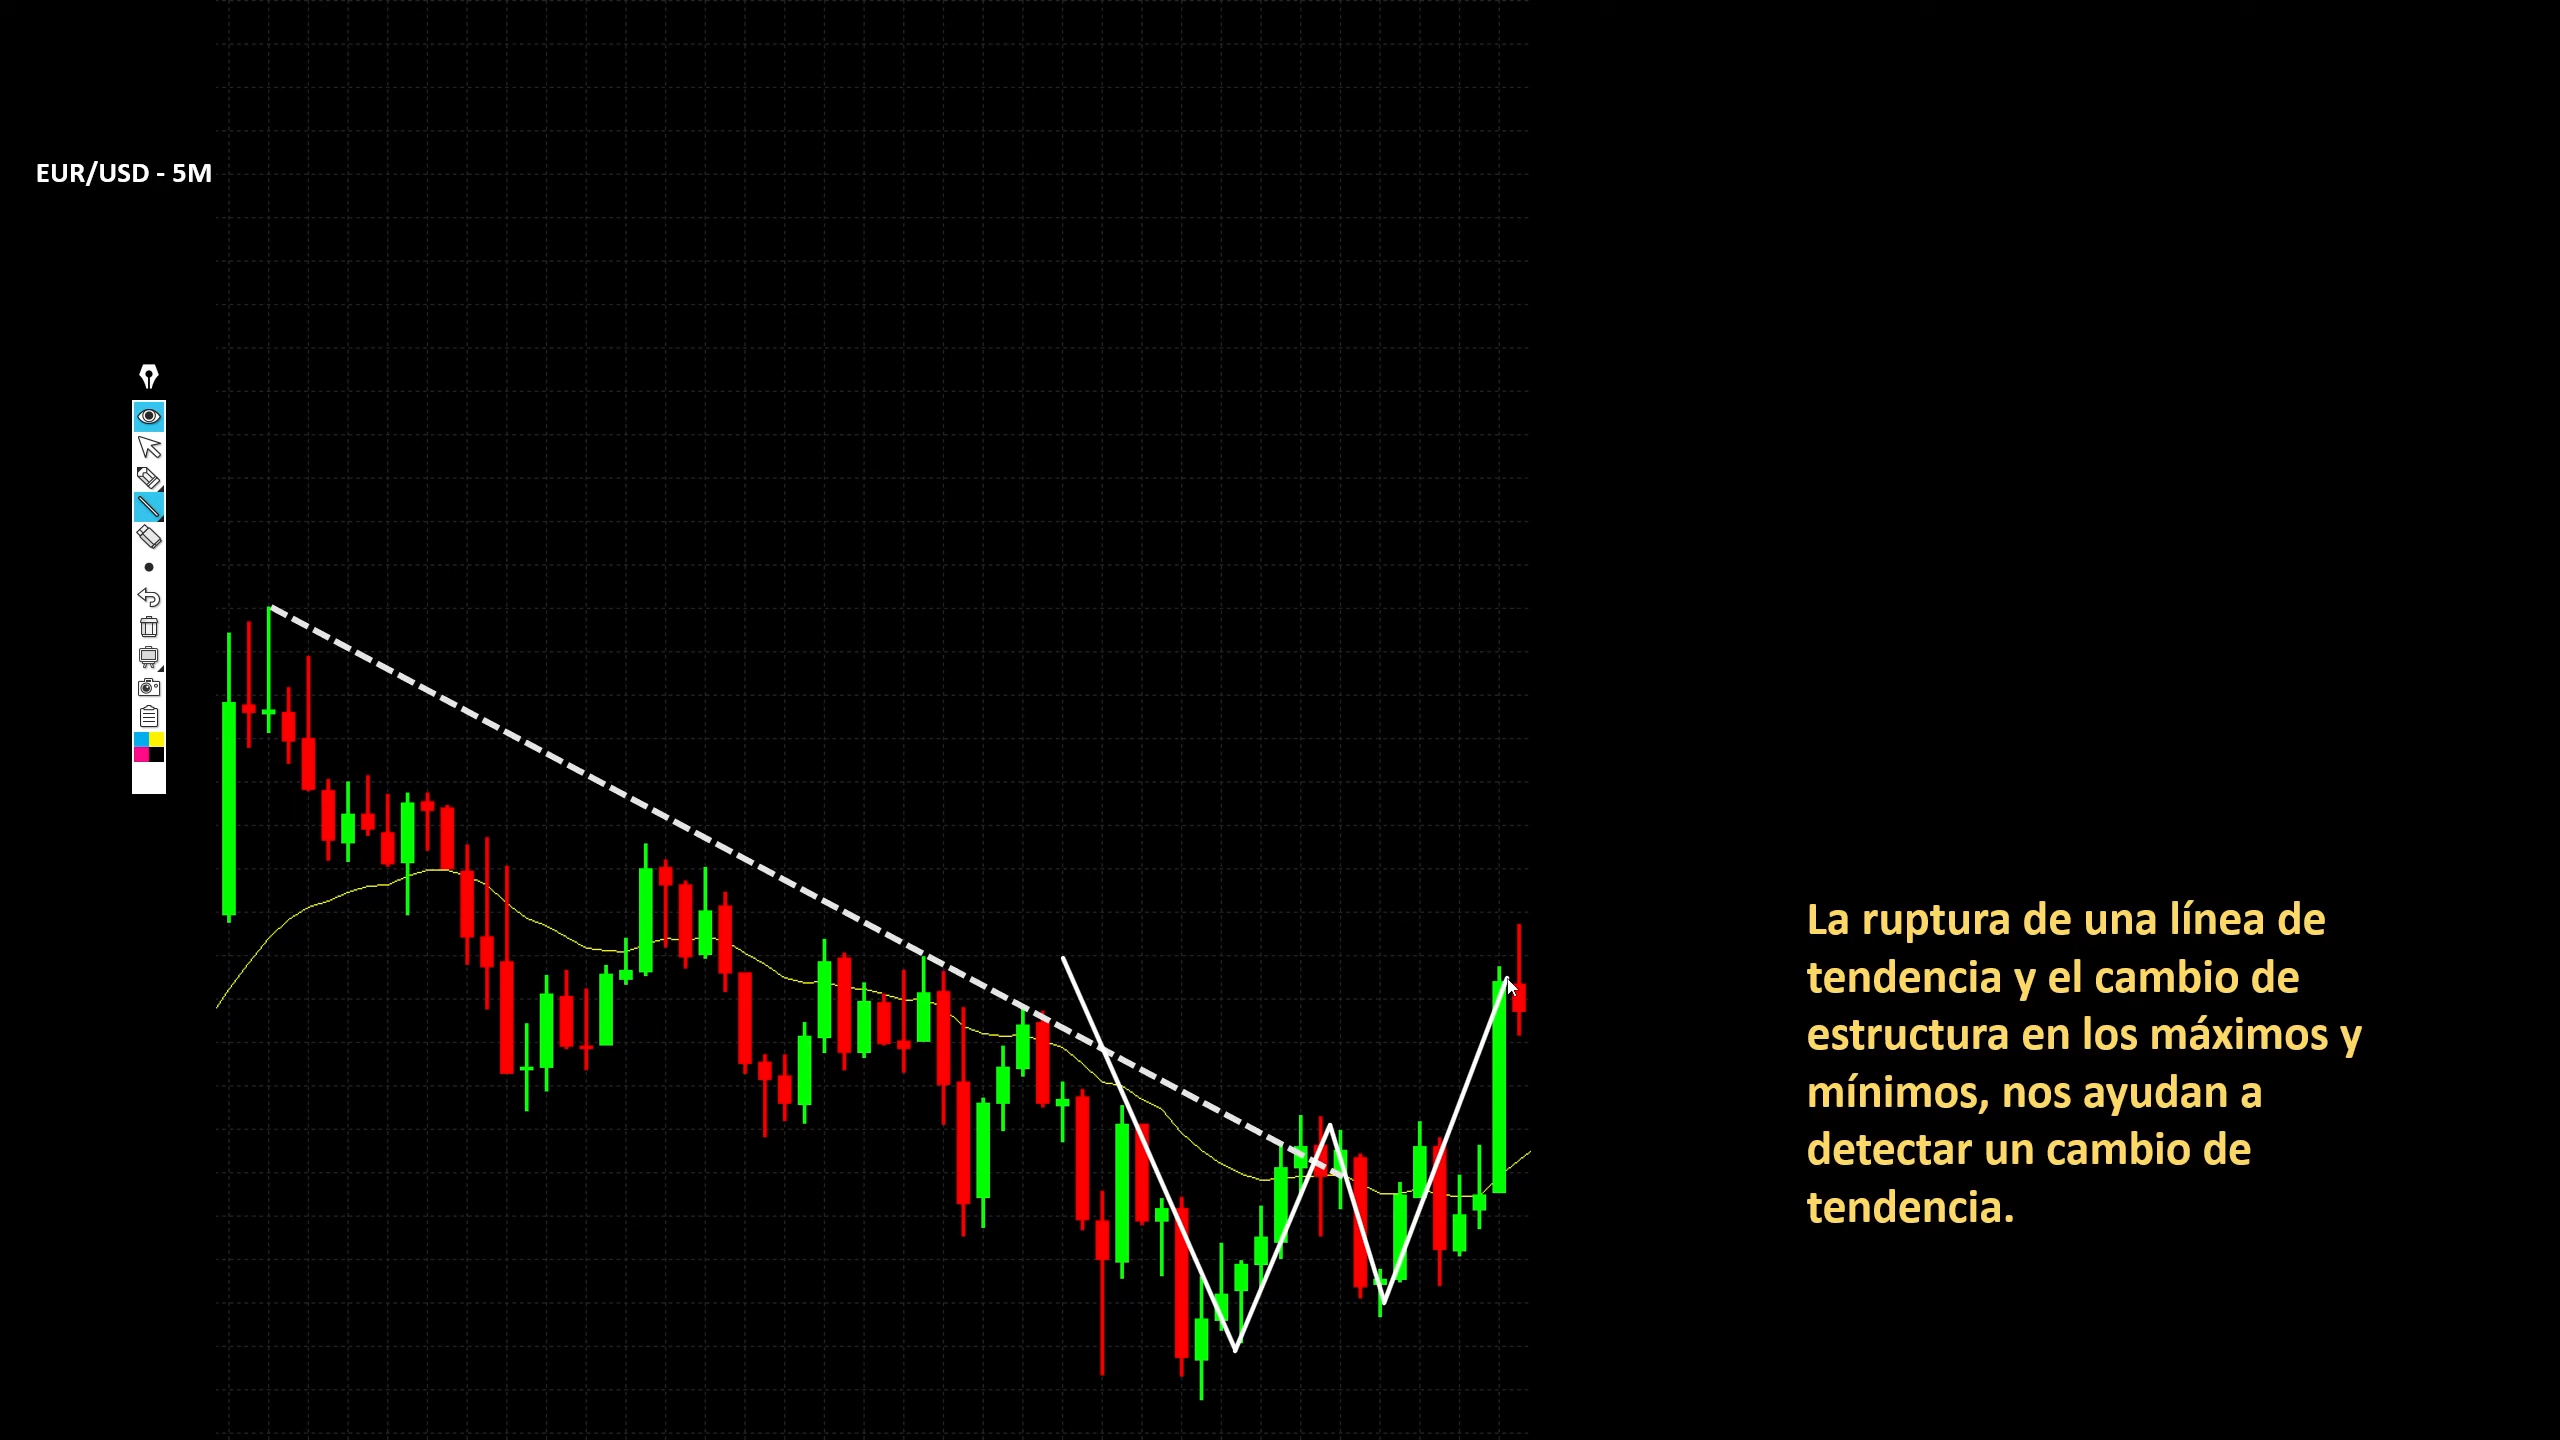 EUR/USD - 5M
La ruptura de una línea de
tendencia y el cambio de
estructura en los máximos y
mínimos, nos ayudan a
detectar un cambio de
tendencia.